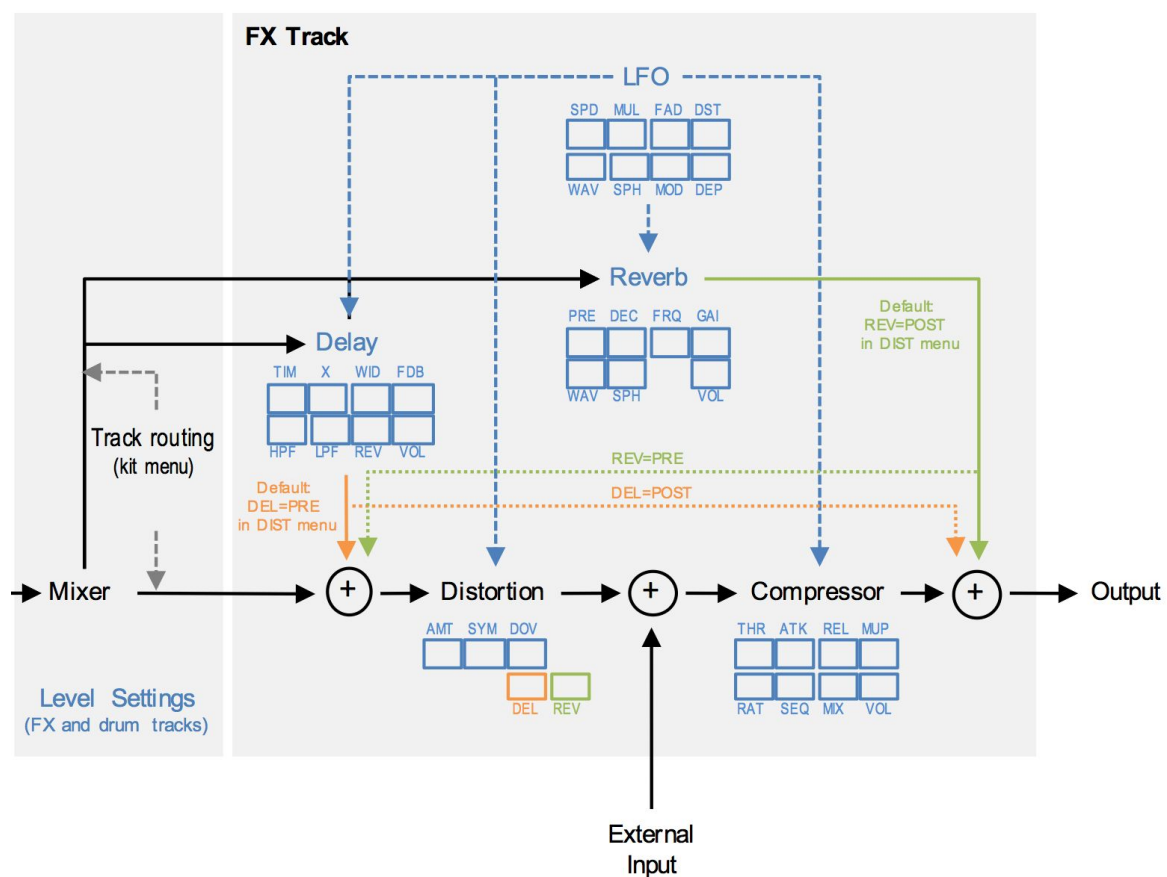 FX Track
LFO
SPD MUL FAD DST
WAV SPH MOD DEP
Reverb
PRE DEC FRQ GAI
WAV SPH VOL
Default:
REV=POST
in DIST menu
Delay
TIM X WID FDB
HPF LPF REV VOL
Track routing
(kit menu)
Default:
DEL=PRE
in DIST menu
REV=PRE
DEL=POST
Mixer
+
Distortion
+
Compressor
+
Output
AMT SYM DOV
DEL REV
THR ATK REL MUP
RAT SEQ MIX VOL
Level Settings
(FX and drum tracks)
External
Input